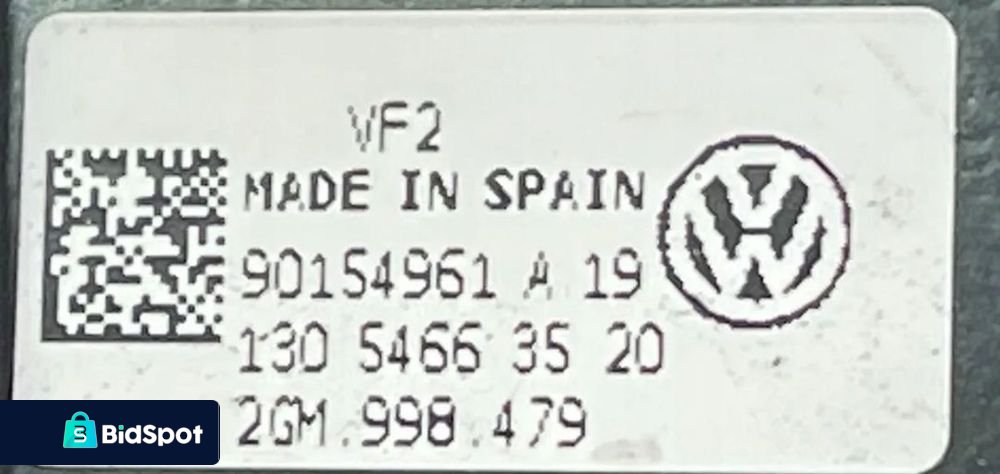 VF2
MADE IN SPAIN
90154961 A 19
130 5466 35 20
2GM.998.479
BidSpot